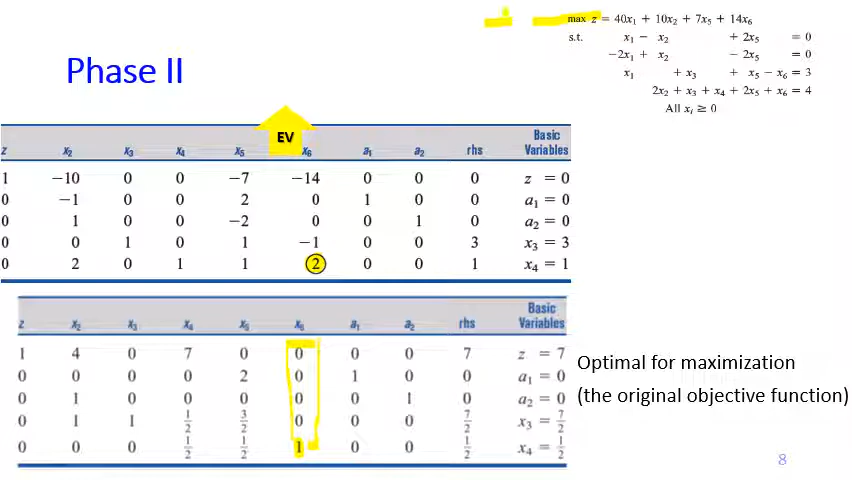 max z = 40x₁ + 10x₂ + 7x₅ + 14x₆
s.t. x₁ − x₂ + 2x₅ = 0
−2x₁ + x₂ − 2x₅ = 0
x₁ + x₃ + x₅ − x₆ = 3
2x₂ + x₃ + x₄ + 2x₅ + x₆ = 4
All xᵢ ≥ 0
Phase II
EV
z x₂ x₃ x₄ x₅ x₆ a₁ a₂ rhs Basic Variables
1 −10 0 0 −7 −14 0 0 0 z = 0
0 −1 0 0 2 0 1 0 0 a₁ = 0
0 1 0 0 −2 0 0 1 0 a₂ = 0
0 0 1 0 1 −1 0 0 3 x₃ = 3
0 2 0 1 1 2 0 0 1 x₄ = 1
z x₂ x₃ x₄ x₅ x₆ a₁ a₂ rhs Basic Variables
1 4 0 7 0 0 0 0 7 z = 7
0 0 0 0 2 0 1 0 0 a₁ = 0
0 1 0 0 0 0 0 1 0 a₂ = 0
0 1 1 1/2 3/2 0 0 0 7/2 x₃ = 7/2
0 0 0 1/2 1/2 1 0 0 1/2 x₄ = 1/2
Optimal for maximization
(the original objective function)
8